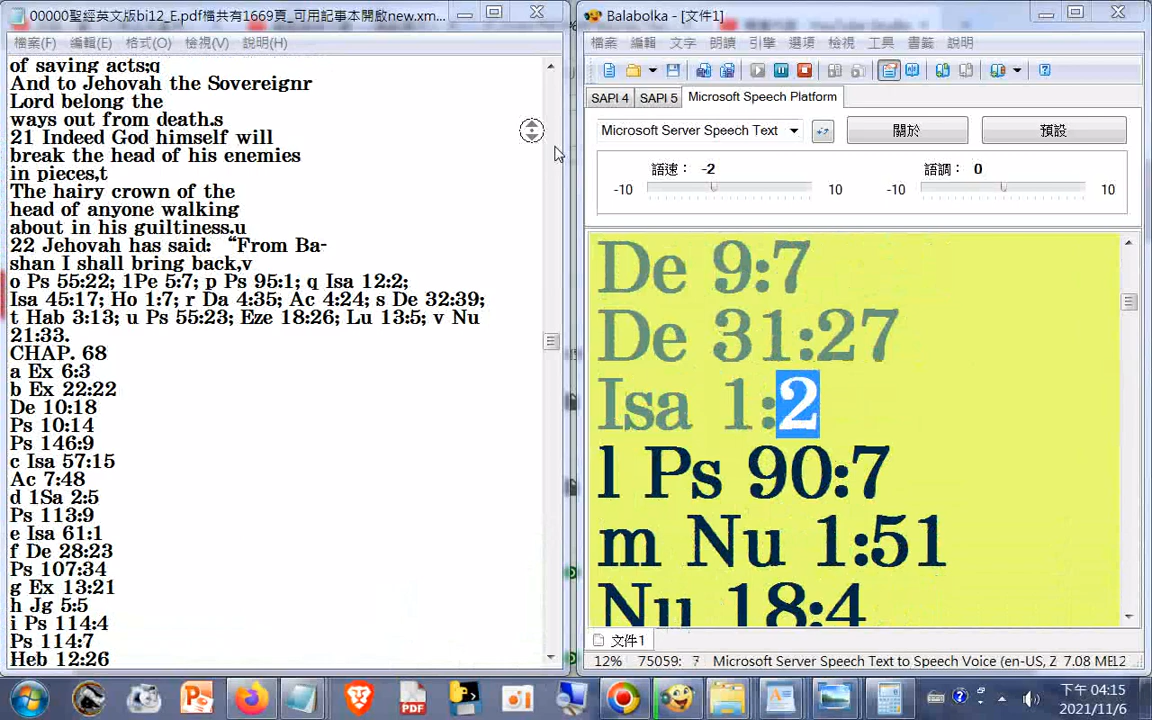 00000聖經英文版bi12_E.pdf檔共有1669頁_可用記事本開啟new.xm...
檔案(F) 編輯(E) 格式(O) 檢視(V) 說明(H)
of saving acts;q
And to Jehovah the Sovereignr
Lord belong the
ways out from death.s
21 Indeed God himself will
break the head of his enemies
in pieces,t
The hairy crown of the
head of anyone walking
about in his guiltiness.u
22 Jehovah has said: “From Ba-
shan I shall bring back,v
o Ps 55:22; 1Pe 5:7; p Ps 95:1; q Isa 12:2;
Isa 45:17; Ho 1:7; r Da 4:35; Ac 4:24; s De 32:39;
t Hab 3:13; u Ps 55:23; Eze 18:26; Lu 13:5; v Nu
21:33.
CHAP. 68
a Ex 6:3
b Ex 22:22
De 10:18
Ps 10:14
Ps 146:9
c Isa 57:15
Ac 7:48
d 1Sa 2:5
Ps 113:9
e Isa 61:1
f De 28:23
Ps 107:34
g Ex 13:21
h Jg 5:5
i Ps 114:4
Ps 114:7
Heb 12:26
Balabolka - [文件1]
檔案 編輯 文字 朗讀 引擎 選項 檢視 工具 書籤 說明
SAPI 4 SAPI 5 Microsoft Speech Platform
Microsoft Server Speech Text 關於 預設
語速： -2 語調： 0
-10 10 -10 10
De 9:7
De 31:27
Isa 1:2
l Ps 90:7
m Nu 1:51
Nu 18:4
文件1
12% 75059: 7 Microsoft Server Speech Text to Speech Voice (en-US, Z 7.08 ME
PDF
下午 04:15
2021/11/6